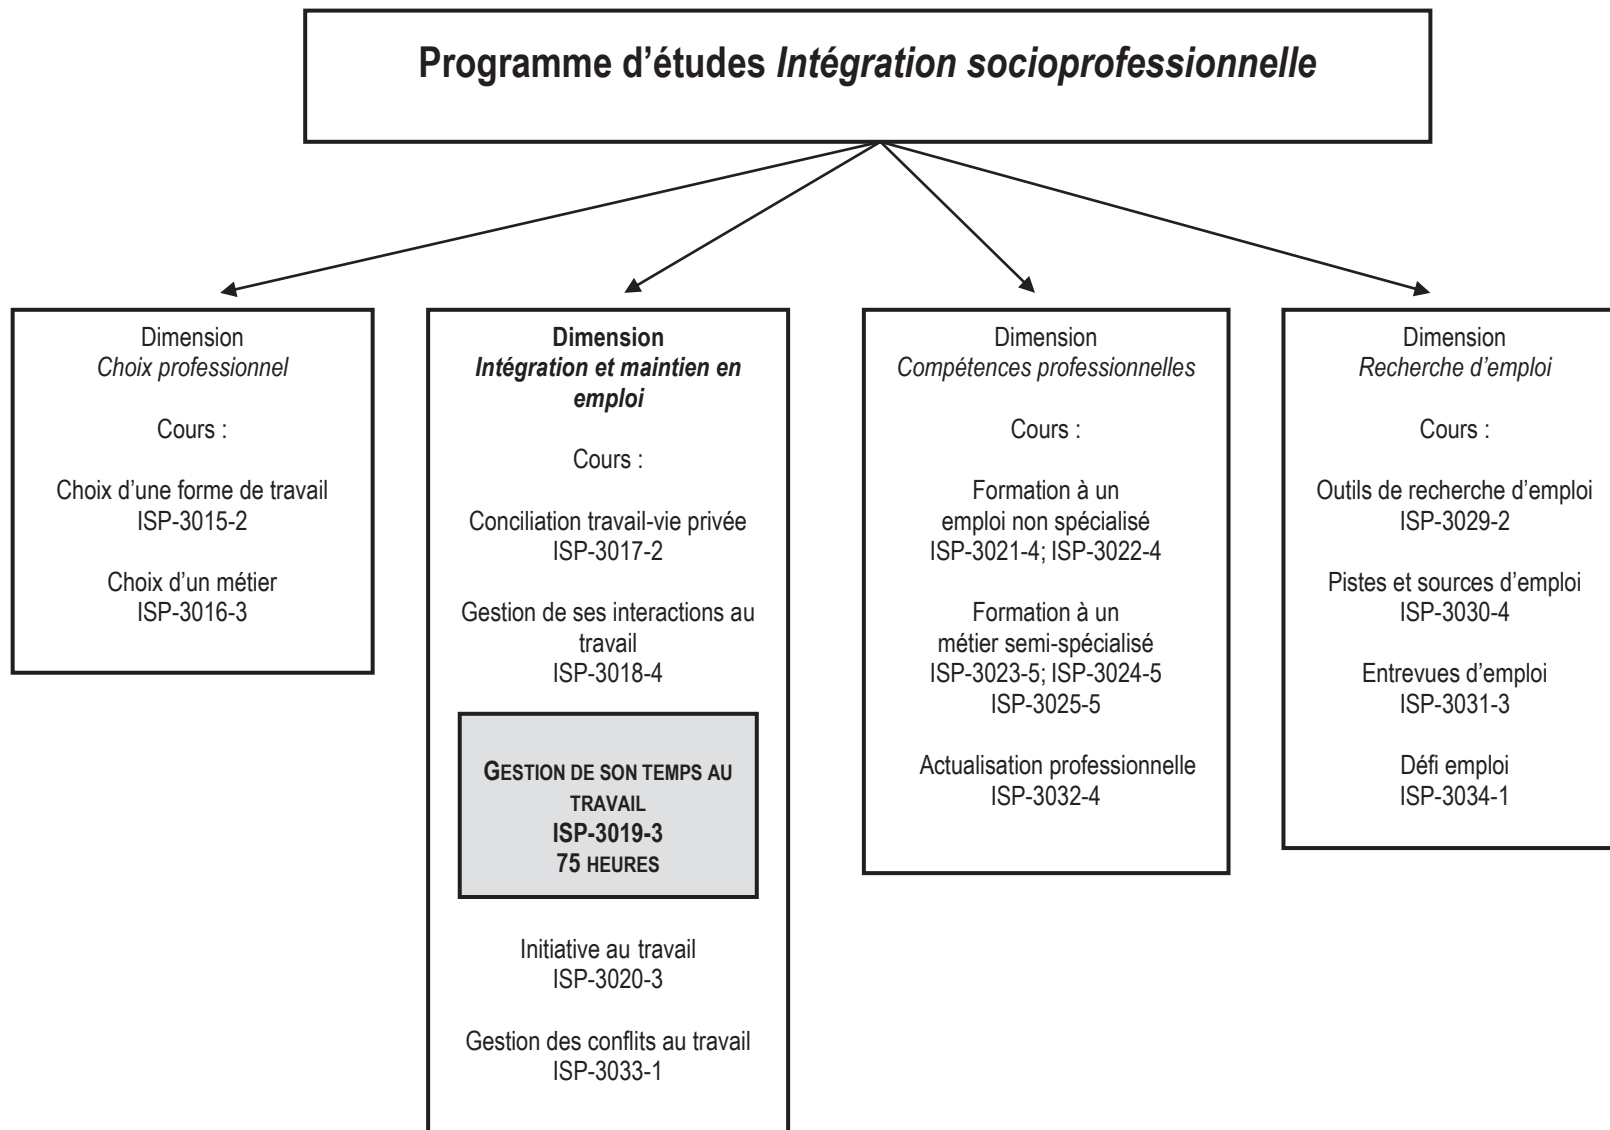 Programme d’études Intégration socioprofessionnelle
Dimension
Choix professionnel
Cours :
Choix d’une forme de travail
ISP-3015-2
Choix d’un métier
ISP-3016-3
Dimension
Intégration et maintien en
emploi
Cours :
Conciliation travail-vie privée
ISP-3017-2
Gestion de ses interactions au
travail
ISP-3018-4
GESTION DE SON TEMPS AU
TRAVAIL
ISP-3019-3
75 HEURES
Initiative au travail
ISP-3020-3
Gestion des conflits au travail
ISP-3033-1
Dimension
Compétences professionnelles
Cours :
Formation à un
emploi non spécialisé
ISP-3021-4; ISP-3022-4
Formation à un
métier semi-spécialisé
ISP-3023-5; ISP-3024-5
ISP-3025-5
Actualisation professionnelle
ISP-3032-4
Dimension
Recherche d’emploi
Cours :
Outils de recherche d’emploi
ISP-3029-2
Pistes et sources d’emploi
ISP-3030-4
Entrevues d’emploi
ISP-3031-3
Défi emploi
ISP-3034-1